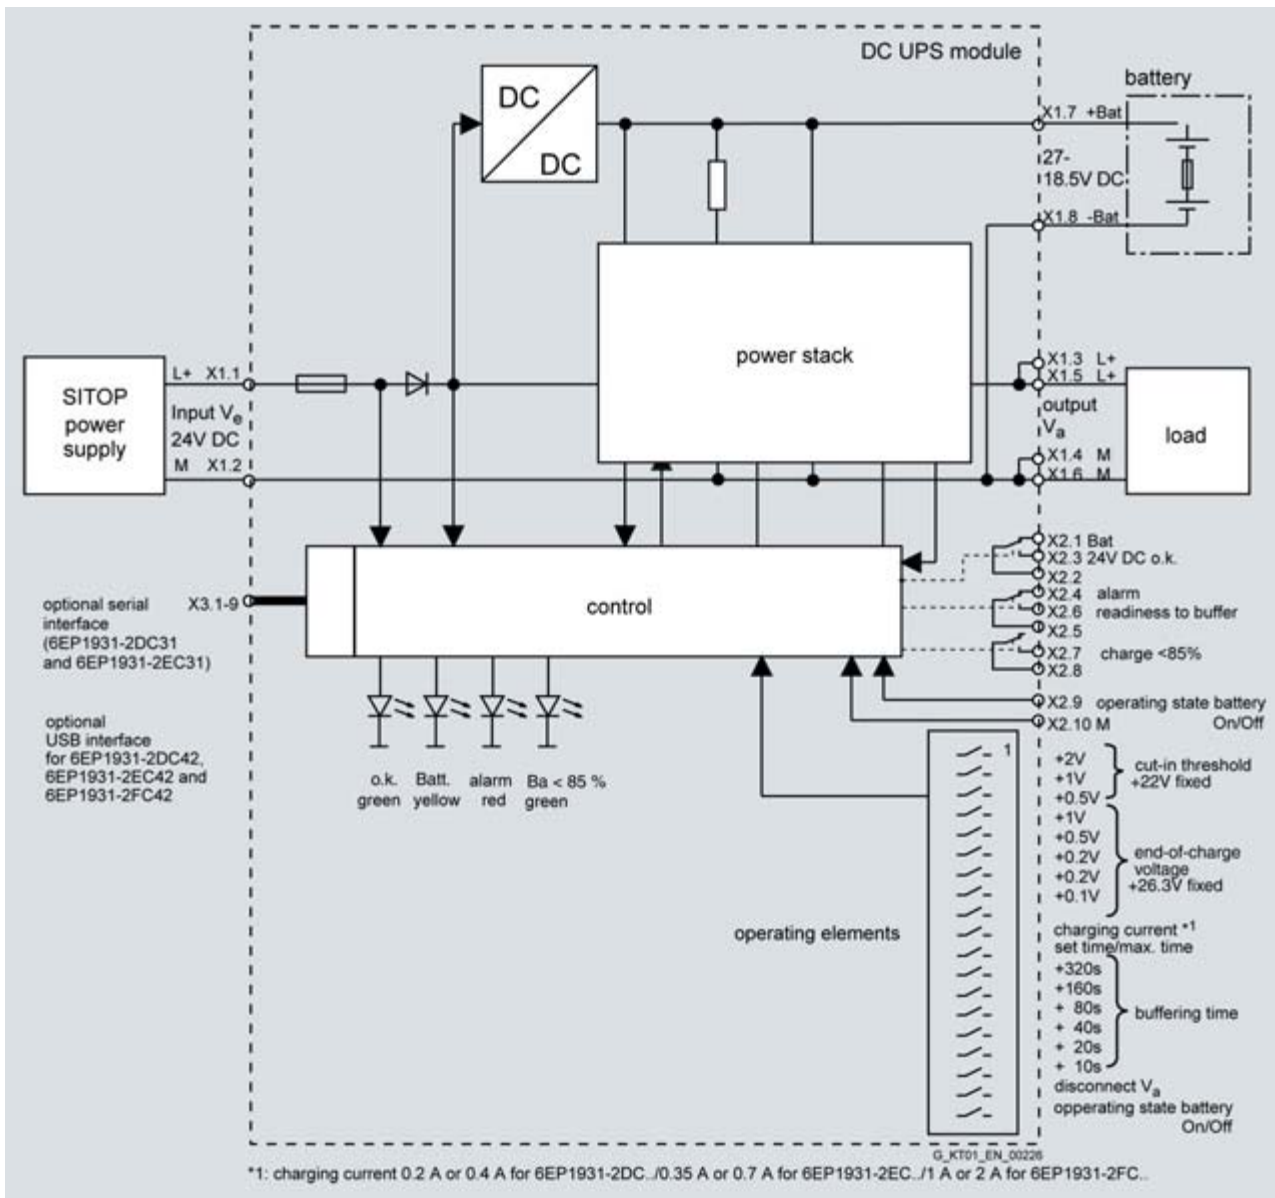 DC UPS module
battery
DC
DC
X1.7 +Bat
27-
18.5V DC
X1.8 -Bat
power stack
SITOP
power
supply
L+ X1.1
Input Ve
24V DC
M X1.2
X1.3 L+
X1.5 L+
output
Va
X1.4 M
X1.6 M
load
control
X2.1 Bat
X2.3 24V DC o.k.
X2.2
X2.4 alarm
X2.6 readiness to buffer
X2.5
X2.7 charge <85%
X2.8
X2.9 operating state battery
On/Off
X2.10 M
optional serial
interface
(6EP1931-2DC31
and 6EP1931-2EC31)
X3.1-9
optional
USB interface
for 6EP1931-2DC42,
6EP1931-2EC42 and
6EP1931-2FC42
o.k.
green
Batt.
yellow
alarm
red
Ba < 85 %
green
operating elements
1
+2V
+1V
+0.5V
cut-in threshold
+22V fixed
+1V
+0.5V
+0.2V
+0.2V
+0.1V
end-of-charge
voltage
+26.3V fixed
charging current *1
set time/max. time
+320s
+160s
+ 80s
+ 40s
+ 20s
+ 10s
buffering time
disconnect Va
opperating state battery
On/Off
G_KT01_EN_00226
*1: charging current 0.2 A or 0.4 A for 6EP1931-2DC../0.35 A or 0.7 A for 6EP1931-2EC../1 A or 2 A for 6EP1931-2FC..